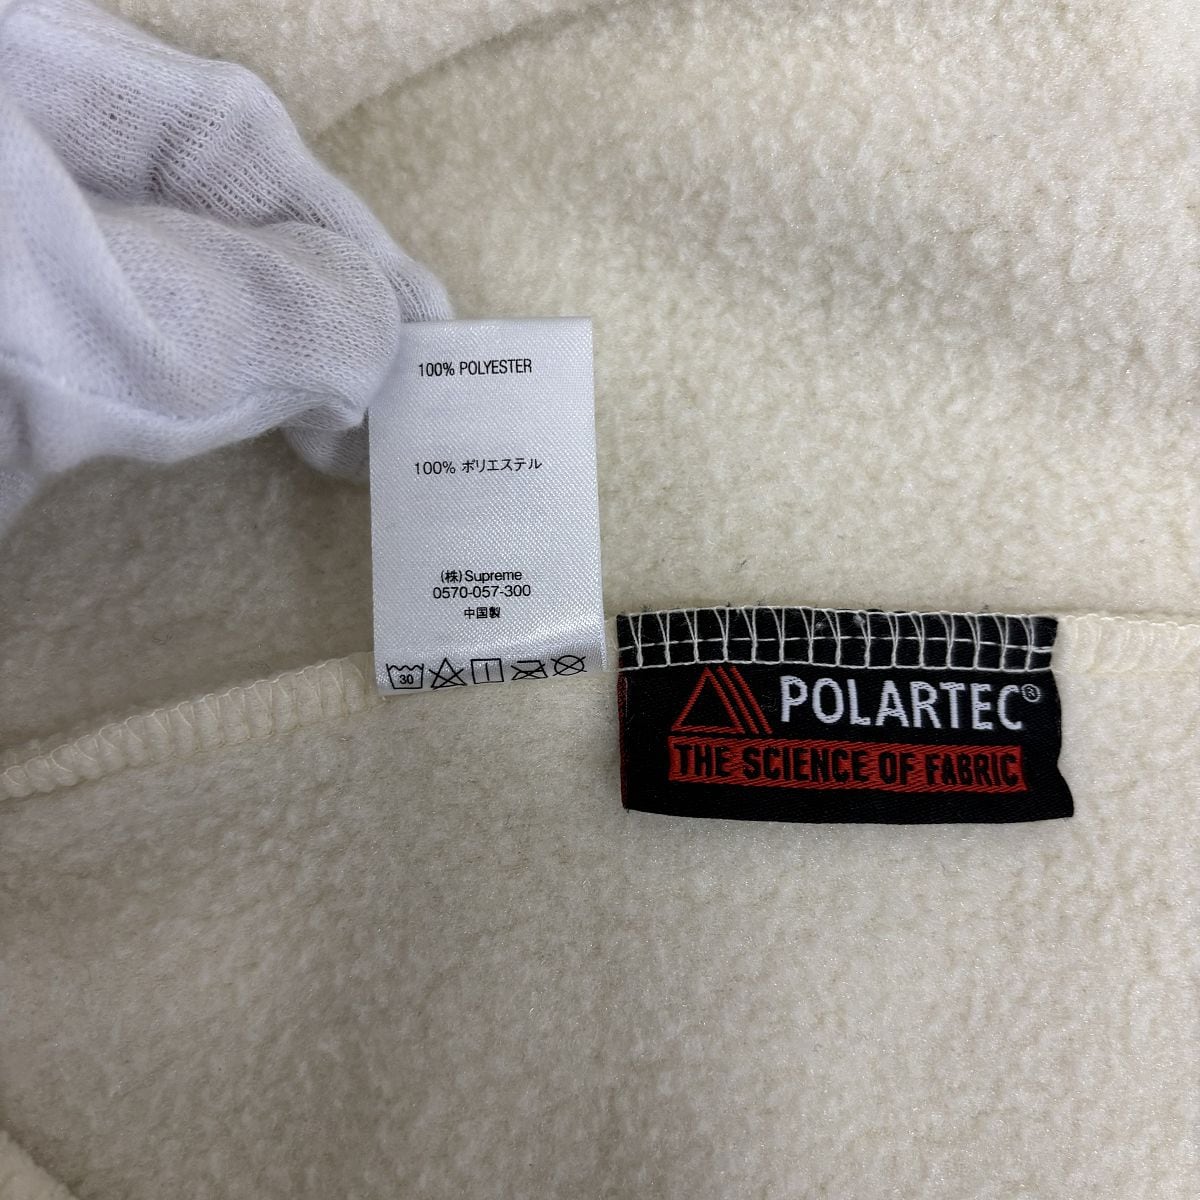 100% POLYESTER
100% ポリエステル
(株)Supreme
0570-057-300
中国製
30
POLARTEC®
THE SCIENCE OF FABRIC